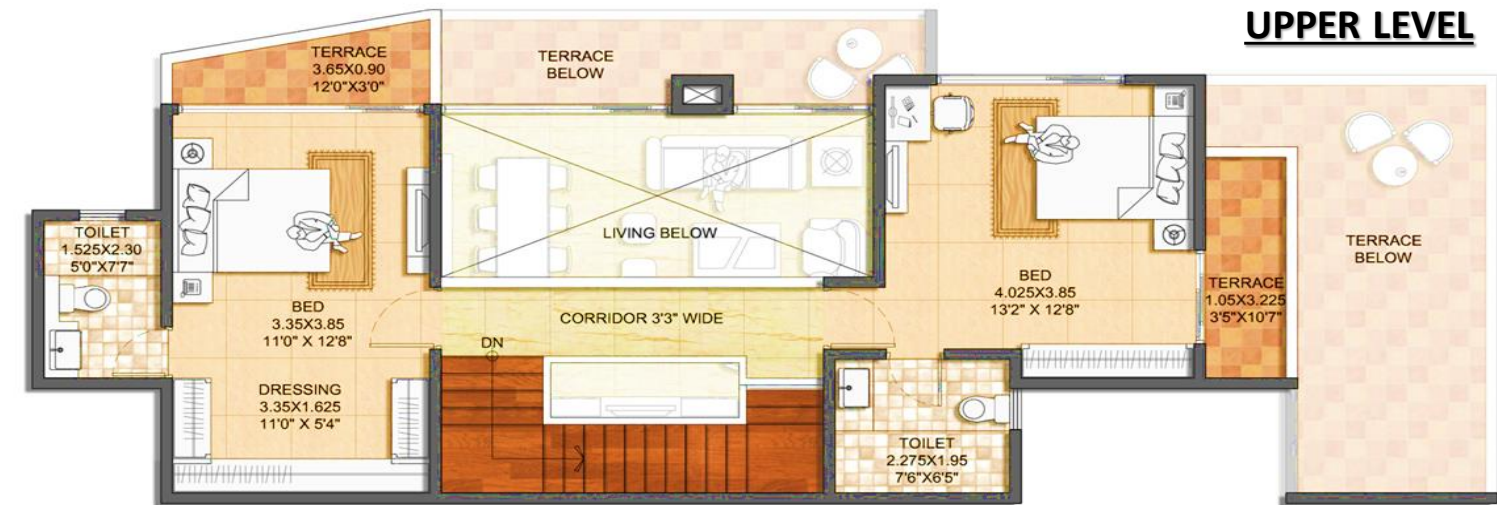 UPPER LEVEL
TERRACE
3.65X0.90
12'0"X3'0"
TERRACE
BELOW
TOILET
1.525X2.30
5'0"X7'7"
LIVING BELOW
TERRACE
BELOW
BED
3.35X3.85
11'0" X 12'8"
BED
4.025X3.85
13'2" X 12'8"
TERRACE
1.05X3.225
3'5"X10'7"
CORRIDOR 3'3" WIDE
DN
DRESSING
3.35X1.625
11'0" X 5'4"
TOILET
2.275X1.95
7'6"X6'5"